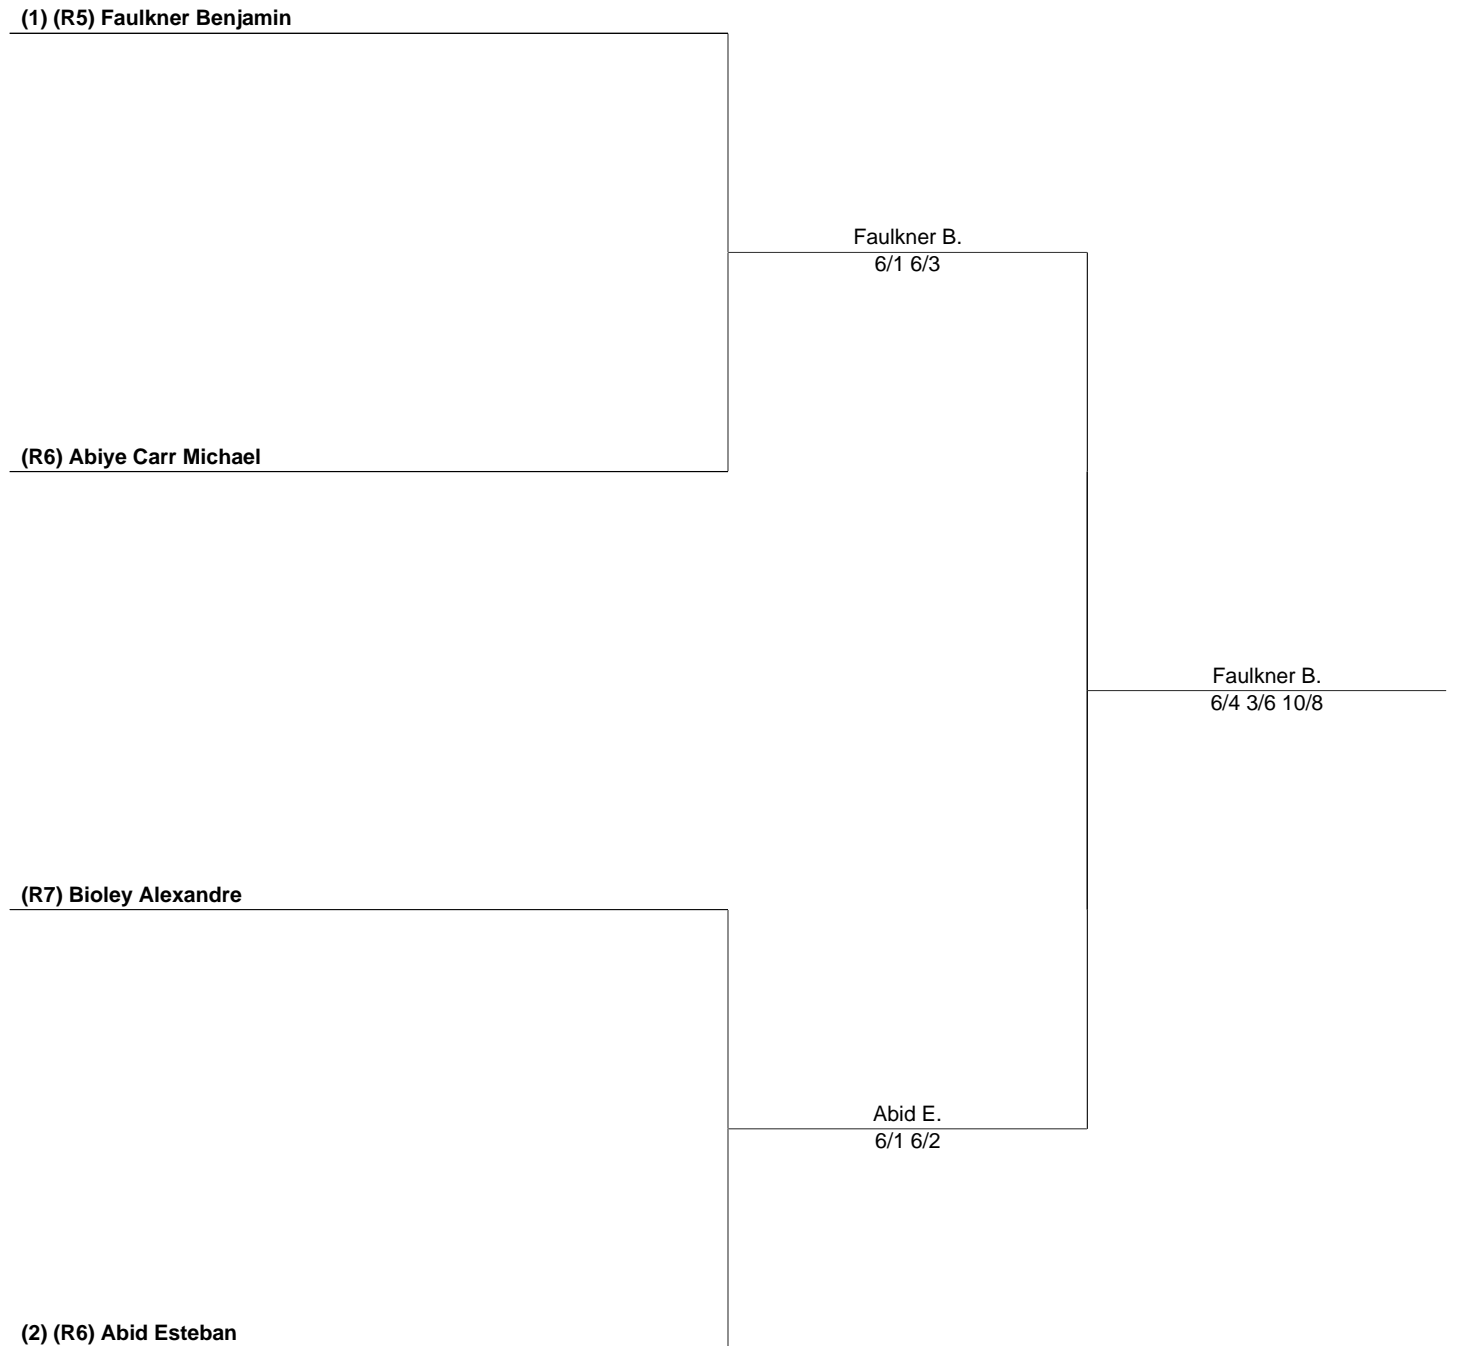 (1) (R5) Faulkner Benjamin
Faulkner B.
6/1 6/3
(R6) Abiye Carr Michael
Faulkner B.
6/4 3/6 10/8
(R7) Bioley Alexandre
Abid E.
6/1 6/2
(2) (R6) Abid Esteban